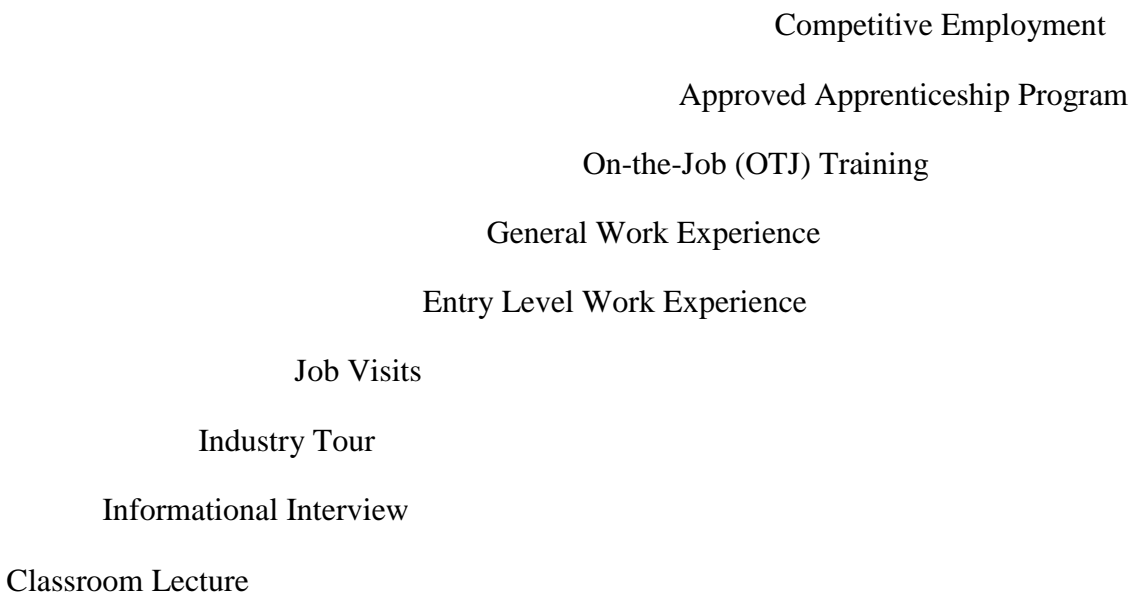 Competitive Employment
Approved Apprenticeship Program
On-the-Job (OTJ) Training
General Work Experience
Entry Level Work Experience
Job Visits
Industry Tour
Informational Interview
Classroom Lecture